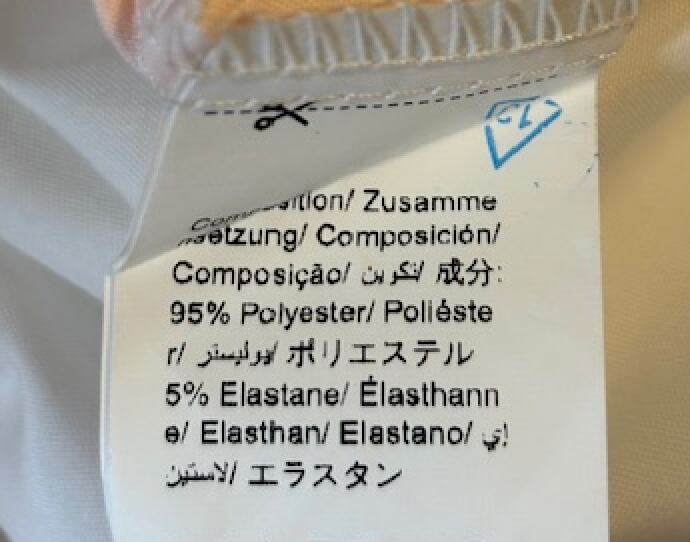 Zusamme
nsetzung/ Composición/
Composição/ تكوين/ 成分:
95% Polyester/ Poliéste
r/ بوليستر/ ポリエステル
5% Elastane/ Élasthann
e/ Elasthan/ Elastano/ إي
لاستين/ エラスタン